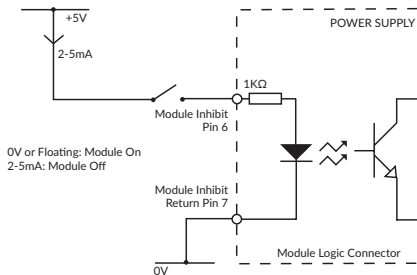 +5V
POWER SUPPLY
2-5mA
1KΩ
Module Inhibit
Pin 6
0V or Floating: Module On
2-5mA: Module Off
Module Inhibit
Return Pin 7
Module Logic Connector
0V